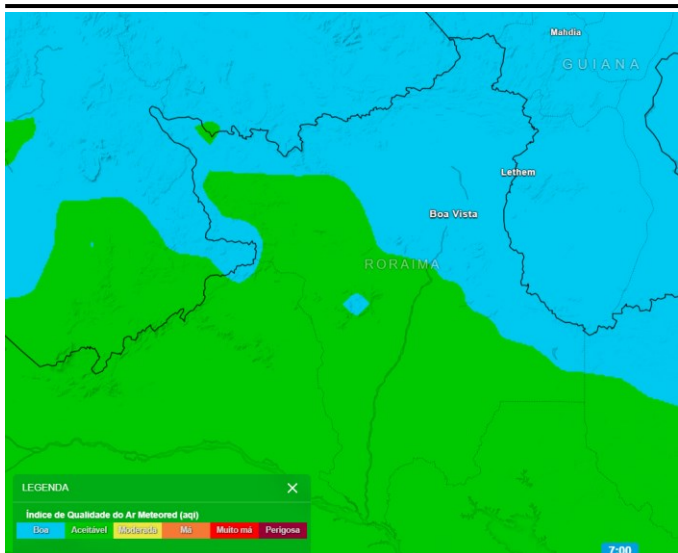 Mahdia
GUIANA
Lethem
Boa Vista
RORAIMA
LEGENDA
Índice de Qualidade do Ar Meteored (aqi)
Boa Aceitável Moderada Má Muito má Perigosa
7:00